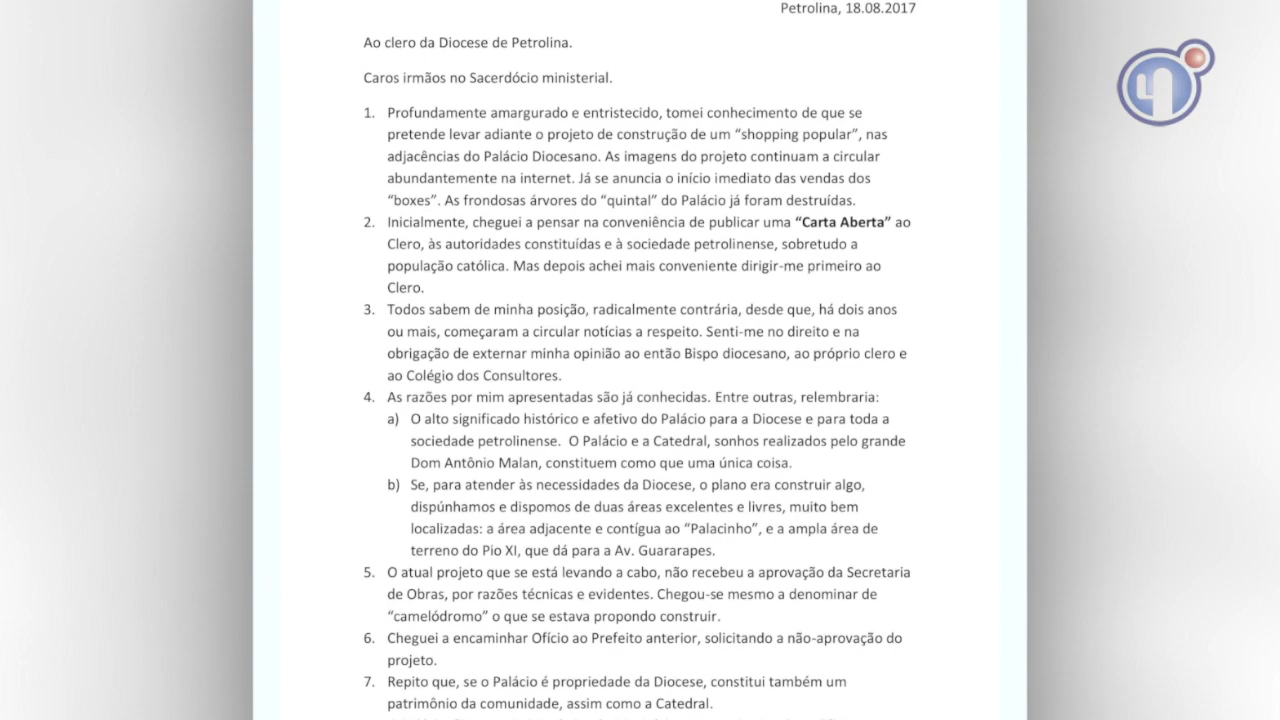 Petrolina, 18.08.2017
Ao clero da Diocese de Petrolina.
Caros irmãos no Sacerdócio ministerial.
1. Profundamente amargurado e entristecido, tomei conhecimento de que se
pretende levar adiante o projeto de construção de um “shopping popular”, nas
adjacências do Palácio Diocesano. As imagens do projeto continuam a circular
abundantemente na internet. Já se anuncia o início imediato das vendas dos
“boxes”. As frondosas árvores do “quintal” do Palácio já foram destruídas.
2. Inicialmente, cheguei a pensar na conveniência de publicar uma “Carta Aberta” ao
Clero, às autoridades constituídas e à sociedade petrolinense, sobretudo a
população católica. Mas depois achei mais conveniente dirigir-me primeiro ao
Clero.
3. Todos sabem de minha posição, radicalmente contrária, desde que, há dois anos
ou mais, começaram a circular notícias a respeito. Senti-me no direito e na
obrigação de externar minha opinião ao então Bispo diocesano, ao próprio clero e
ao Colégio dos Consultores.
4. As razões por mim apresentadas são já conhecidas. Entre outras, relembraria:
a) O alto significado histórico e afetivo do Palácio para a Diocese e para toda a
sociedade petrolinense. O Palácio e a Catedral, sonhos realizados pelo grande
Dom Antônio Malan, constituem como que uma única coisa.
b) Se, para atender às necessidades da Diocese, o plano era construir algo,
dispúnhamos e dispomos de duas áreas excelentes e livres, muito bem
localizadas: a área adjacente e contígua ao “Palacinho”, e a ampla área de
terreno do Pio XI, que dá para a Av. Guararapes.
5. O atual projeto que se está levando a cabo, não recebeu a aprovação da Secretaria
de Obras, por razões técnicas e evidentes. Chegou-se mesmo a denominar de
“camelódromo” o que se estava propondo construir.
6. Cheguei a encaminhar Ofício ao Prefeito anterior, solicitando a não-aprovação do
projeto.
7. Repito que, se o Palácio é propriedade da Diocese, constitui também um
patrimônio da comunidade, assim como a Catedral.